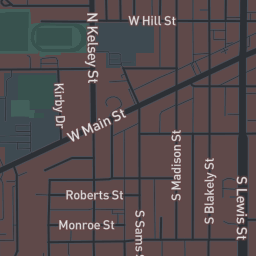 W Hill St
N Kelsey St
Kirby Dr
W Main St
S Madison St
S Blakely St
S Lewis St
Roberts St
S Sams St
Monroe St